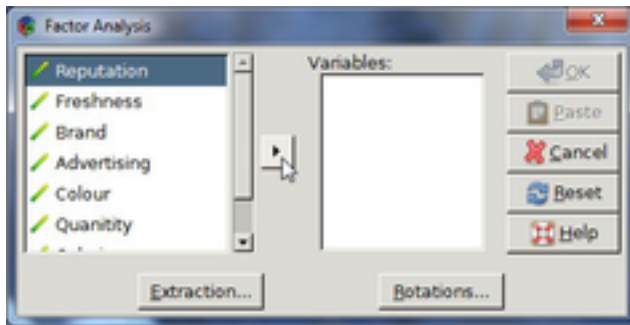 Factor Analysis
Reputation
Freshness
Brand
Advertising
Colour
Quanitity
Variables:
OK
Paste
Cancel
Reset
Help
Extraction...
Rotations...